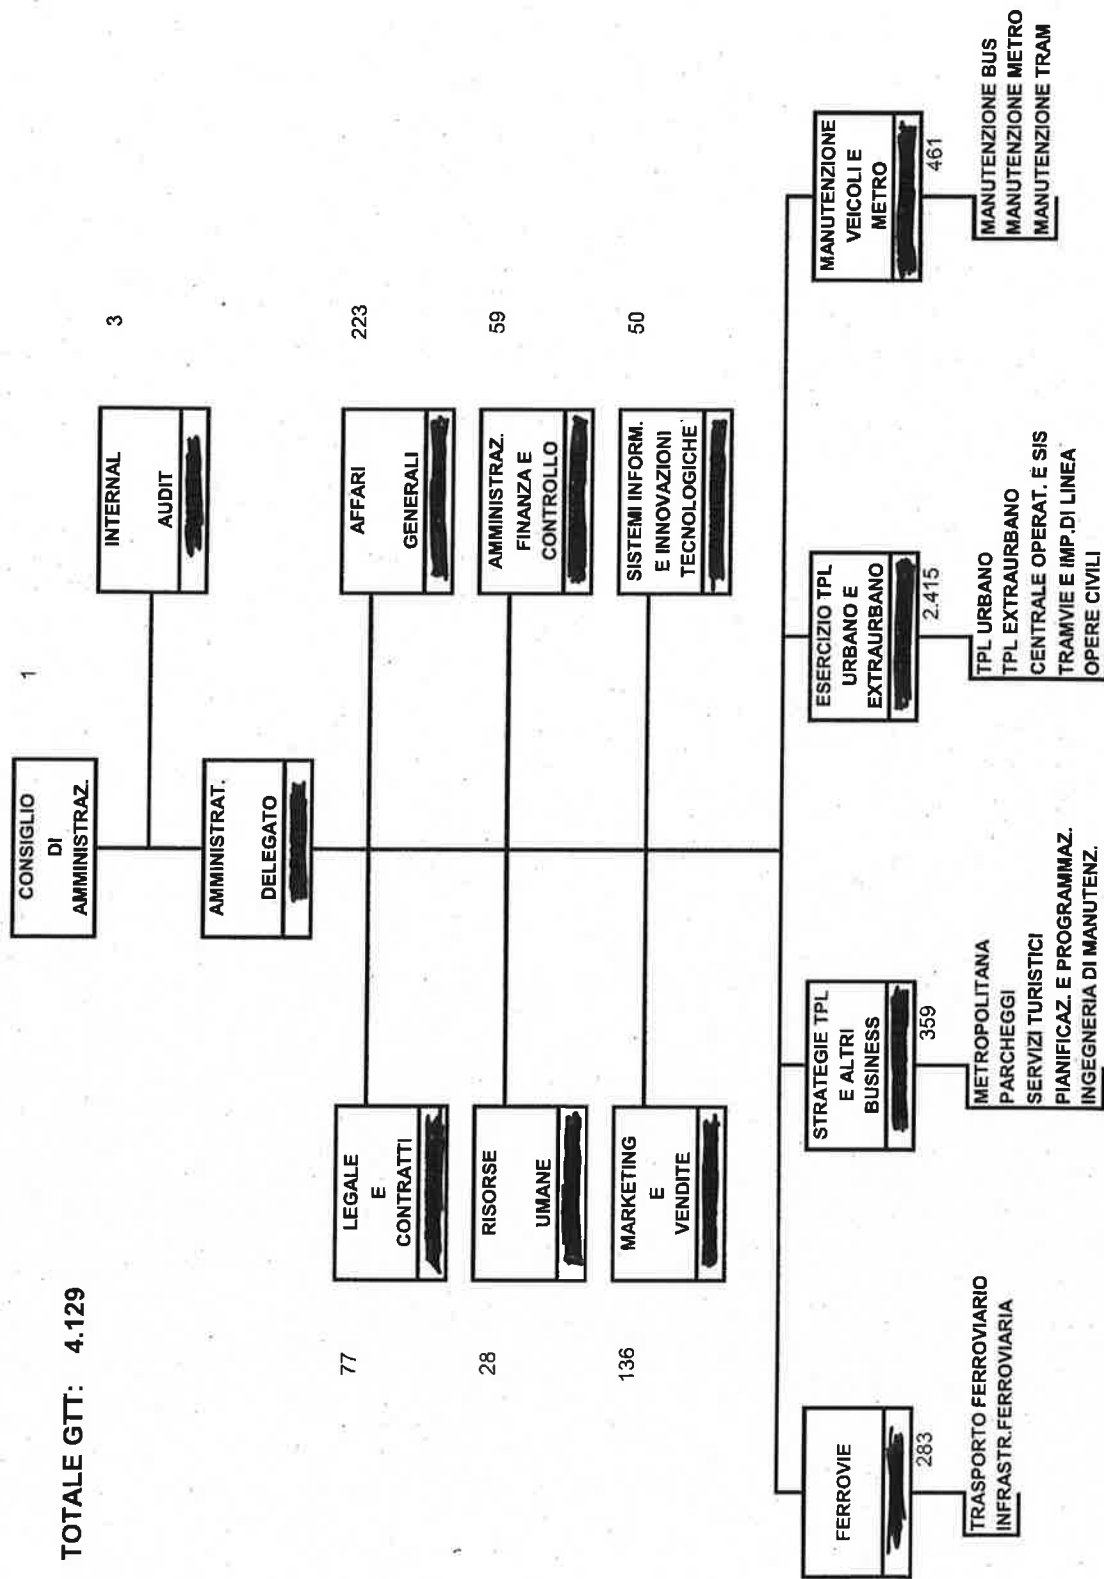 TOTALE GTT: 4.129
CONSIGLIO
DI
AMMINISTRAZ.
1
INTERNAL
AUDIT
3
AMMINISTRAT.
DELEGATO
77
LEGALE
E
CONTRATTI
AFFARI
GENERALI
223
28
RISORSE
UMANE
AMMINISTRAZ.
FINANZA E
CONTROLLO
59
136
MARKETING
E
VENDITE
SISTEMI INFORM.
E INNOVAZIONI
TECNOLOGICHE
50
FERROVIE
283
TRASPORTO FERROVIARIO
INFRASTR.FERROVIARIA
STRATEGIE TPL
E ALTRI
BUSINESS
359
METROPOLITANA
PARCHEGGI
SERVIZI TURISTICI
PIANIFICAZ. E PROGRAMMAZ.
INGEGNERIA DI MANUTENZ.
ESERCIZIO TPL
URBANO E
EXTRAURBANO
2.415
TPL URBANO
TPL EXTRAURBANO
CENTRALE OPERAT. E SIS
TRAMVIE E IMP.DI LINEA
OPERE CIVILI
MANUTENZIONE
VEICOLI E
METRO
461
MANUTENZIONE BUS
MANUTENZIONE METRO
MANUTENZIONE TRAM